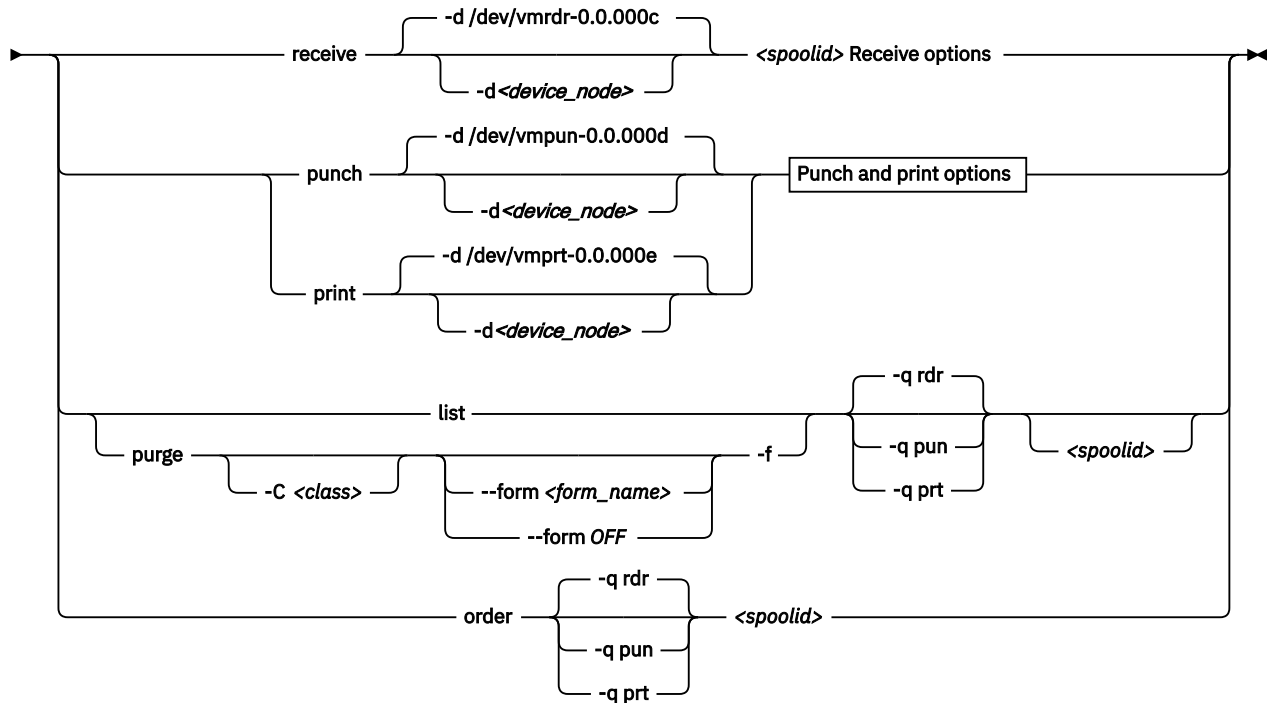 -d /dev/vmrdr-0.0.000c
receive <spoolid> Receive options
-d<device_node>
-d /dev/vmpun-0.0.000d
punch Punch and print options
-d<device_node>
-d /dev/vmprt-0.0.000e
print
-d<device_node>
-q rdr
list
-q pun <spoolid>
purge -f
-C <class> --form <form_name> -q prt
--form OFF
-q rdr
order <spoolid>
-q pun
-q prt